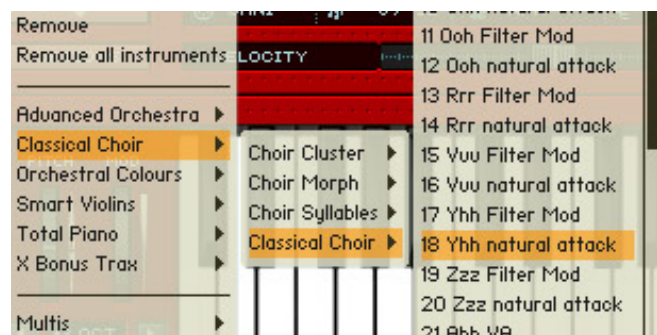 Remove
Remove all instruments
LOCITY
Advanced Orchestra
Classical Choir
Orchestral Colours
Smart Violins
Total Piano
X Bonus Trax
Multis
Choir Cluster
Choir Morph
Choir Syllables
Classical Choir
11 Ooh Filter Mod
12 Ooh natural attack
13 Rrr Filter Mod
14 Rrr natural attack
15 Vuu Filter Mod
16 Vuu natural attack
17 Yhh Filter Mod
18 Yhh natural attack
19 Zzz Filter Mod
20 Zzz natural attack